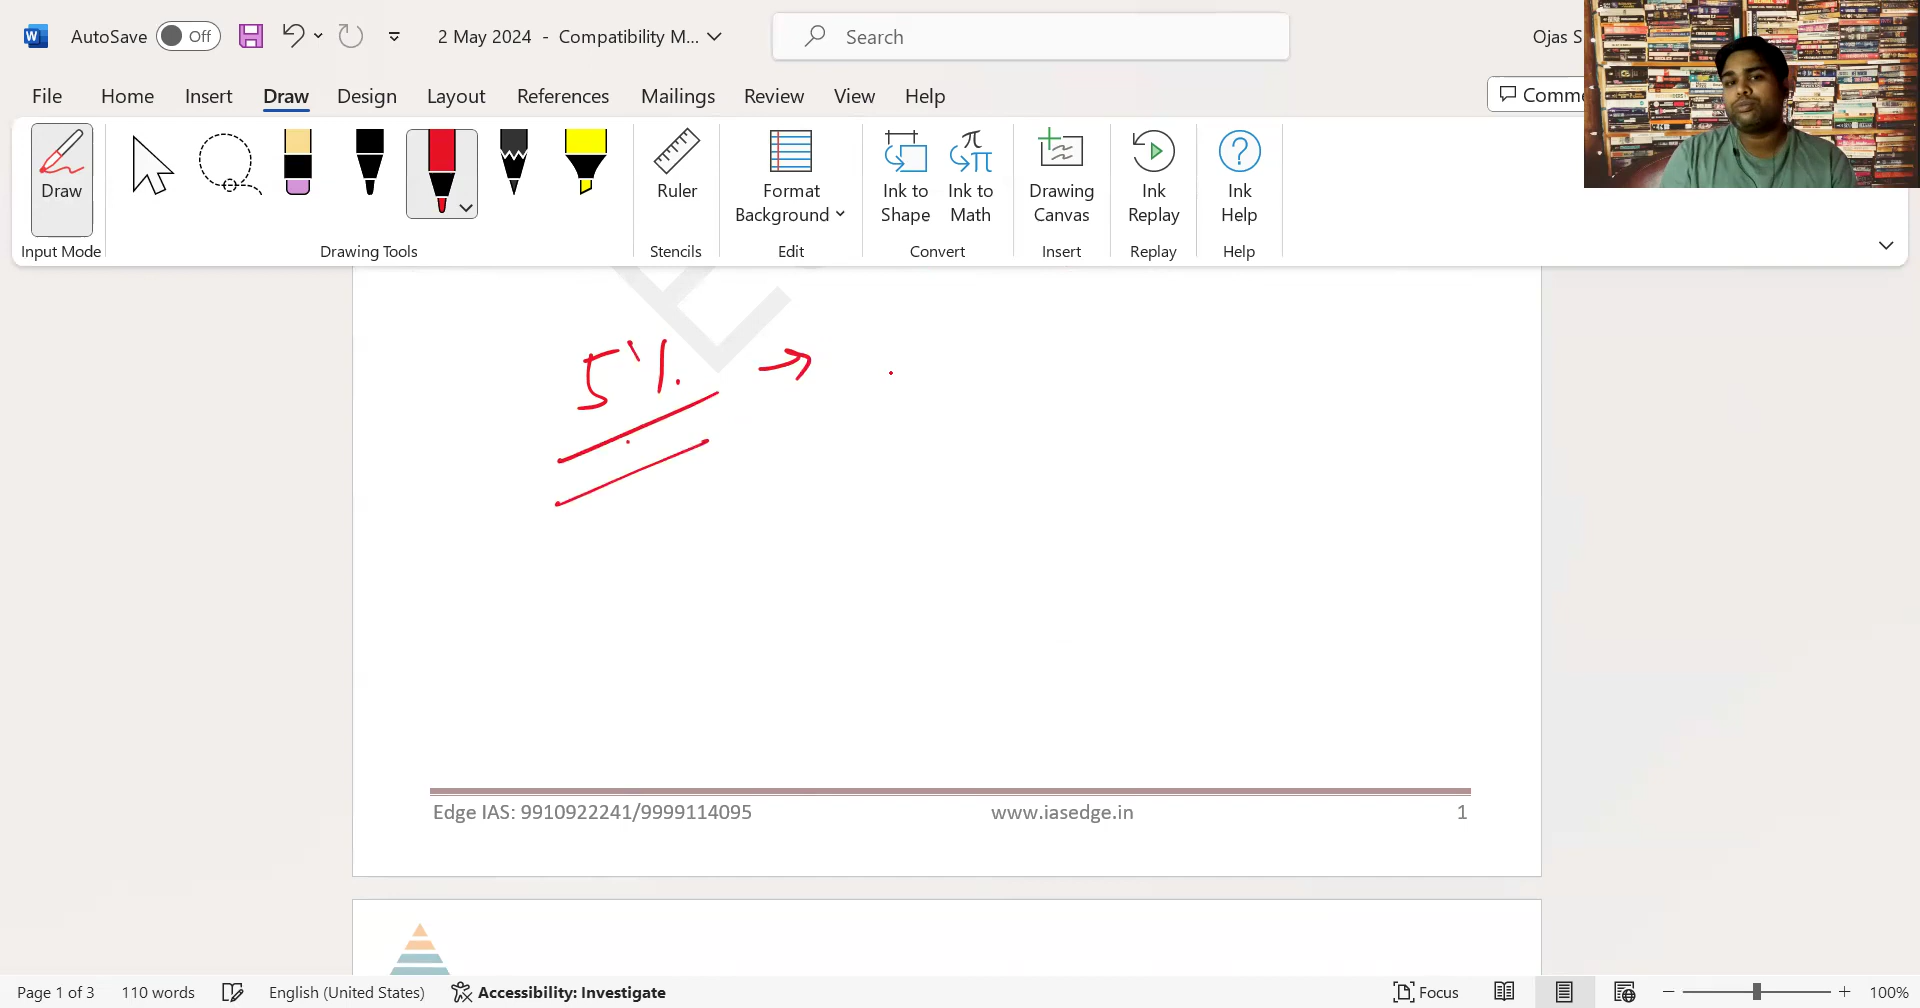 AutoSave Off 2 May 2024 - Compatibility M... Search Ojas S
File Home Insert Draw Design Layout References Mailings Review View Help Comme
Draw
Ruler
Format Background
Ink to Shape
Ink to Math
Drawing Canvas
Ink Replay
Ink Help
Input Mode Drawing Tools Stencils Edit Convert Insert Replay Help
E
5% →
Edge IAS: 9910922241/9999114095 www.iasedge.in 1
Page 1 of 3 110 words English (United States) Accessibility: Investigate Focus 100%